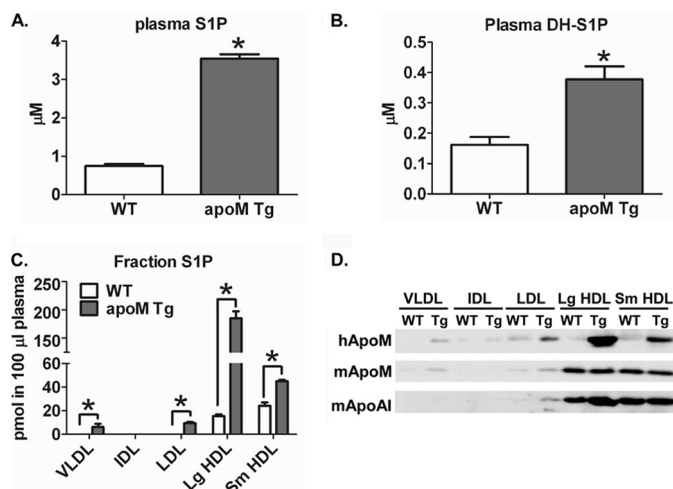 A.
plasma S1P
*
4
3
2
1
0
µM
WT
apoM Tg
B.
Plasma DH-S1P
*
0.5
0.4
0.3
0.2
0.1
0.0
µM
WT
apoM Tg
C.
Fraction S1P
WT
apoM Tg
250
200
150
100
60
40
20
0
pmol in 100 µl plasma
*
*
*
*
VLDL
IDL
LDL
Lg HDL
Sm HDL
D.
VLDL IDL LDL Lg HDL Sm HDL
WT Tg WT Tg WT Tg WT Tg WT Tg
hApoM
mApoM
mApoAI